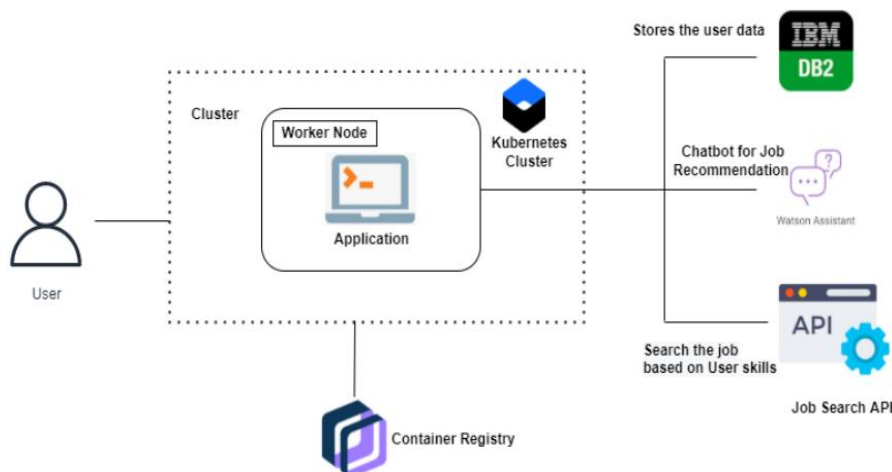 Stores the user data
IBM
DB2
Cluster
Worker Node
Kubernetes
Cluster
Application
Chatbot for Job
Recommendation
?
Watson Assistant
User
API
Search the job
based on User skills
Job Search API
Container Registry